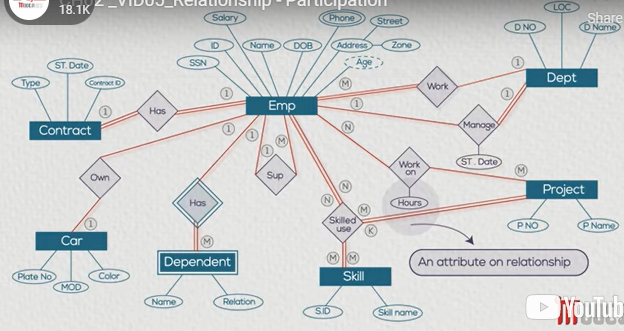 _VID05_Relationship - Participation
18.1K
Share
Salary
Phone
Street
LOC
D NO
D Name
ID
Name
DOB
Address
Zone
SSN
Age
ST. Date
Type
Contract ID
Contract
1
Has
1
Emp
M
Work
1
Dept
1
Manage
1
ST. Date
Own
1
1
1
M
Sup
N
Work on
M
Project
Hours
Has
N
N
M
K
Skilled use
P NO
P Name
1
Car
M
Dependent
M
M
Skill
An attribute on relationship
Plate No
MOD
Color
Name
Relation
S.ID
Skill name
YouTube